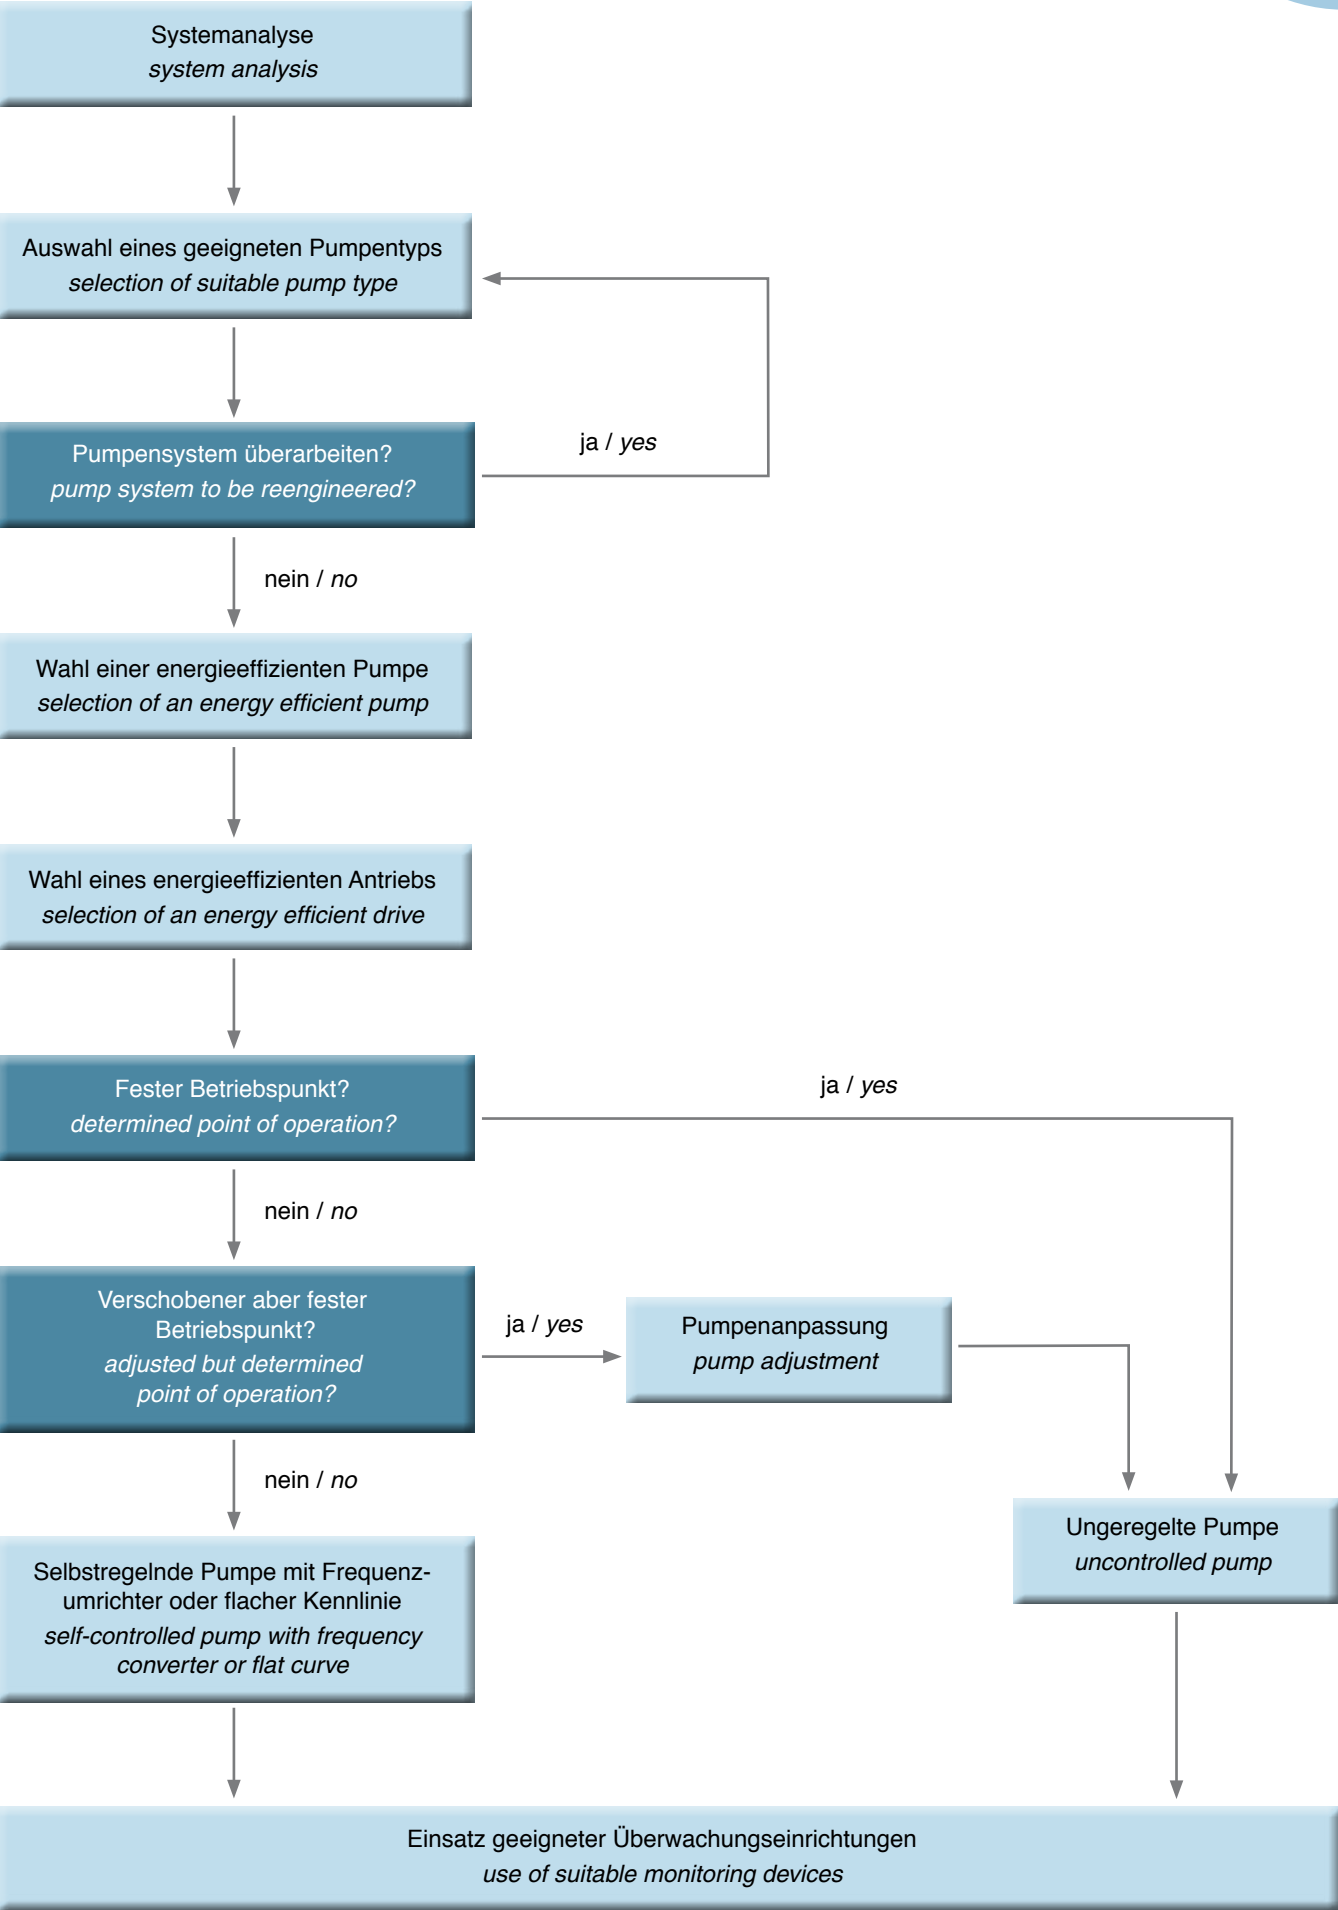 Systemanalyse
system analysis
Auswahl eines geeigneten Pumpentyps
selection of suitable pump type
Pumpensystem überarbeiten?
pump system to be reengineered?
ja / yes
nein / no
Wahl einer energieeffizienten Pumpe
selection of an energy efficient pump
Wahl eines energieeffizienten Antriebs
selection of an energy efficient drive
Fester Betriebspunkt?
determined point of operation?
ja / yes
nein / no
Verschobener aber fester
Betriebspunkt?
adjusted but determined
point of operation?
ja / yes
Pumpenanpassung
pump adjustment
nein / no
Ungeregelte Pumpe
uncontrolled pump
Selbstregelnde Pumpe mit Frequenz-
umrichter oder flacher Kennlinie
self-controlled pump with frequency
converter or flat curve
Einsatz geeigneter Überwachungseinrichtungen
use of suitable monitoring devices